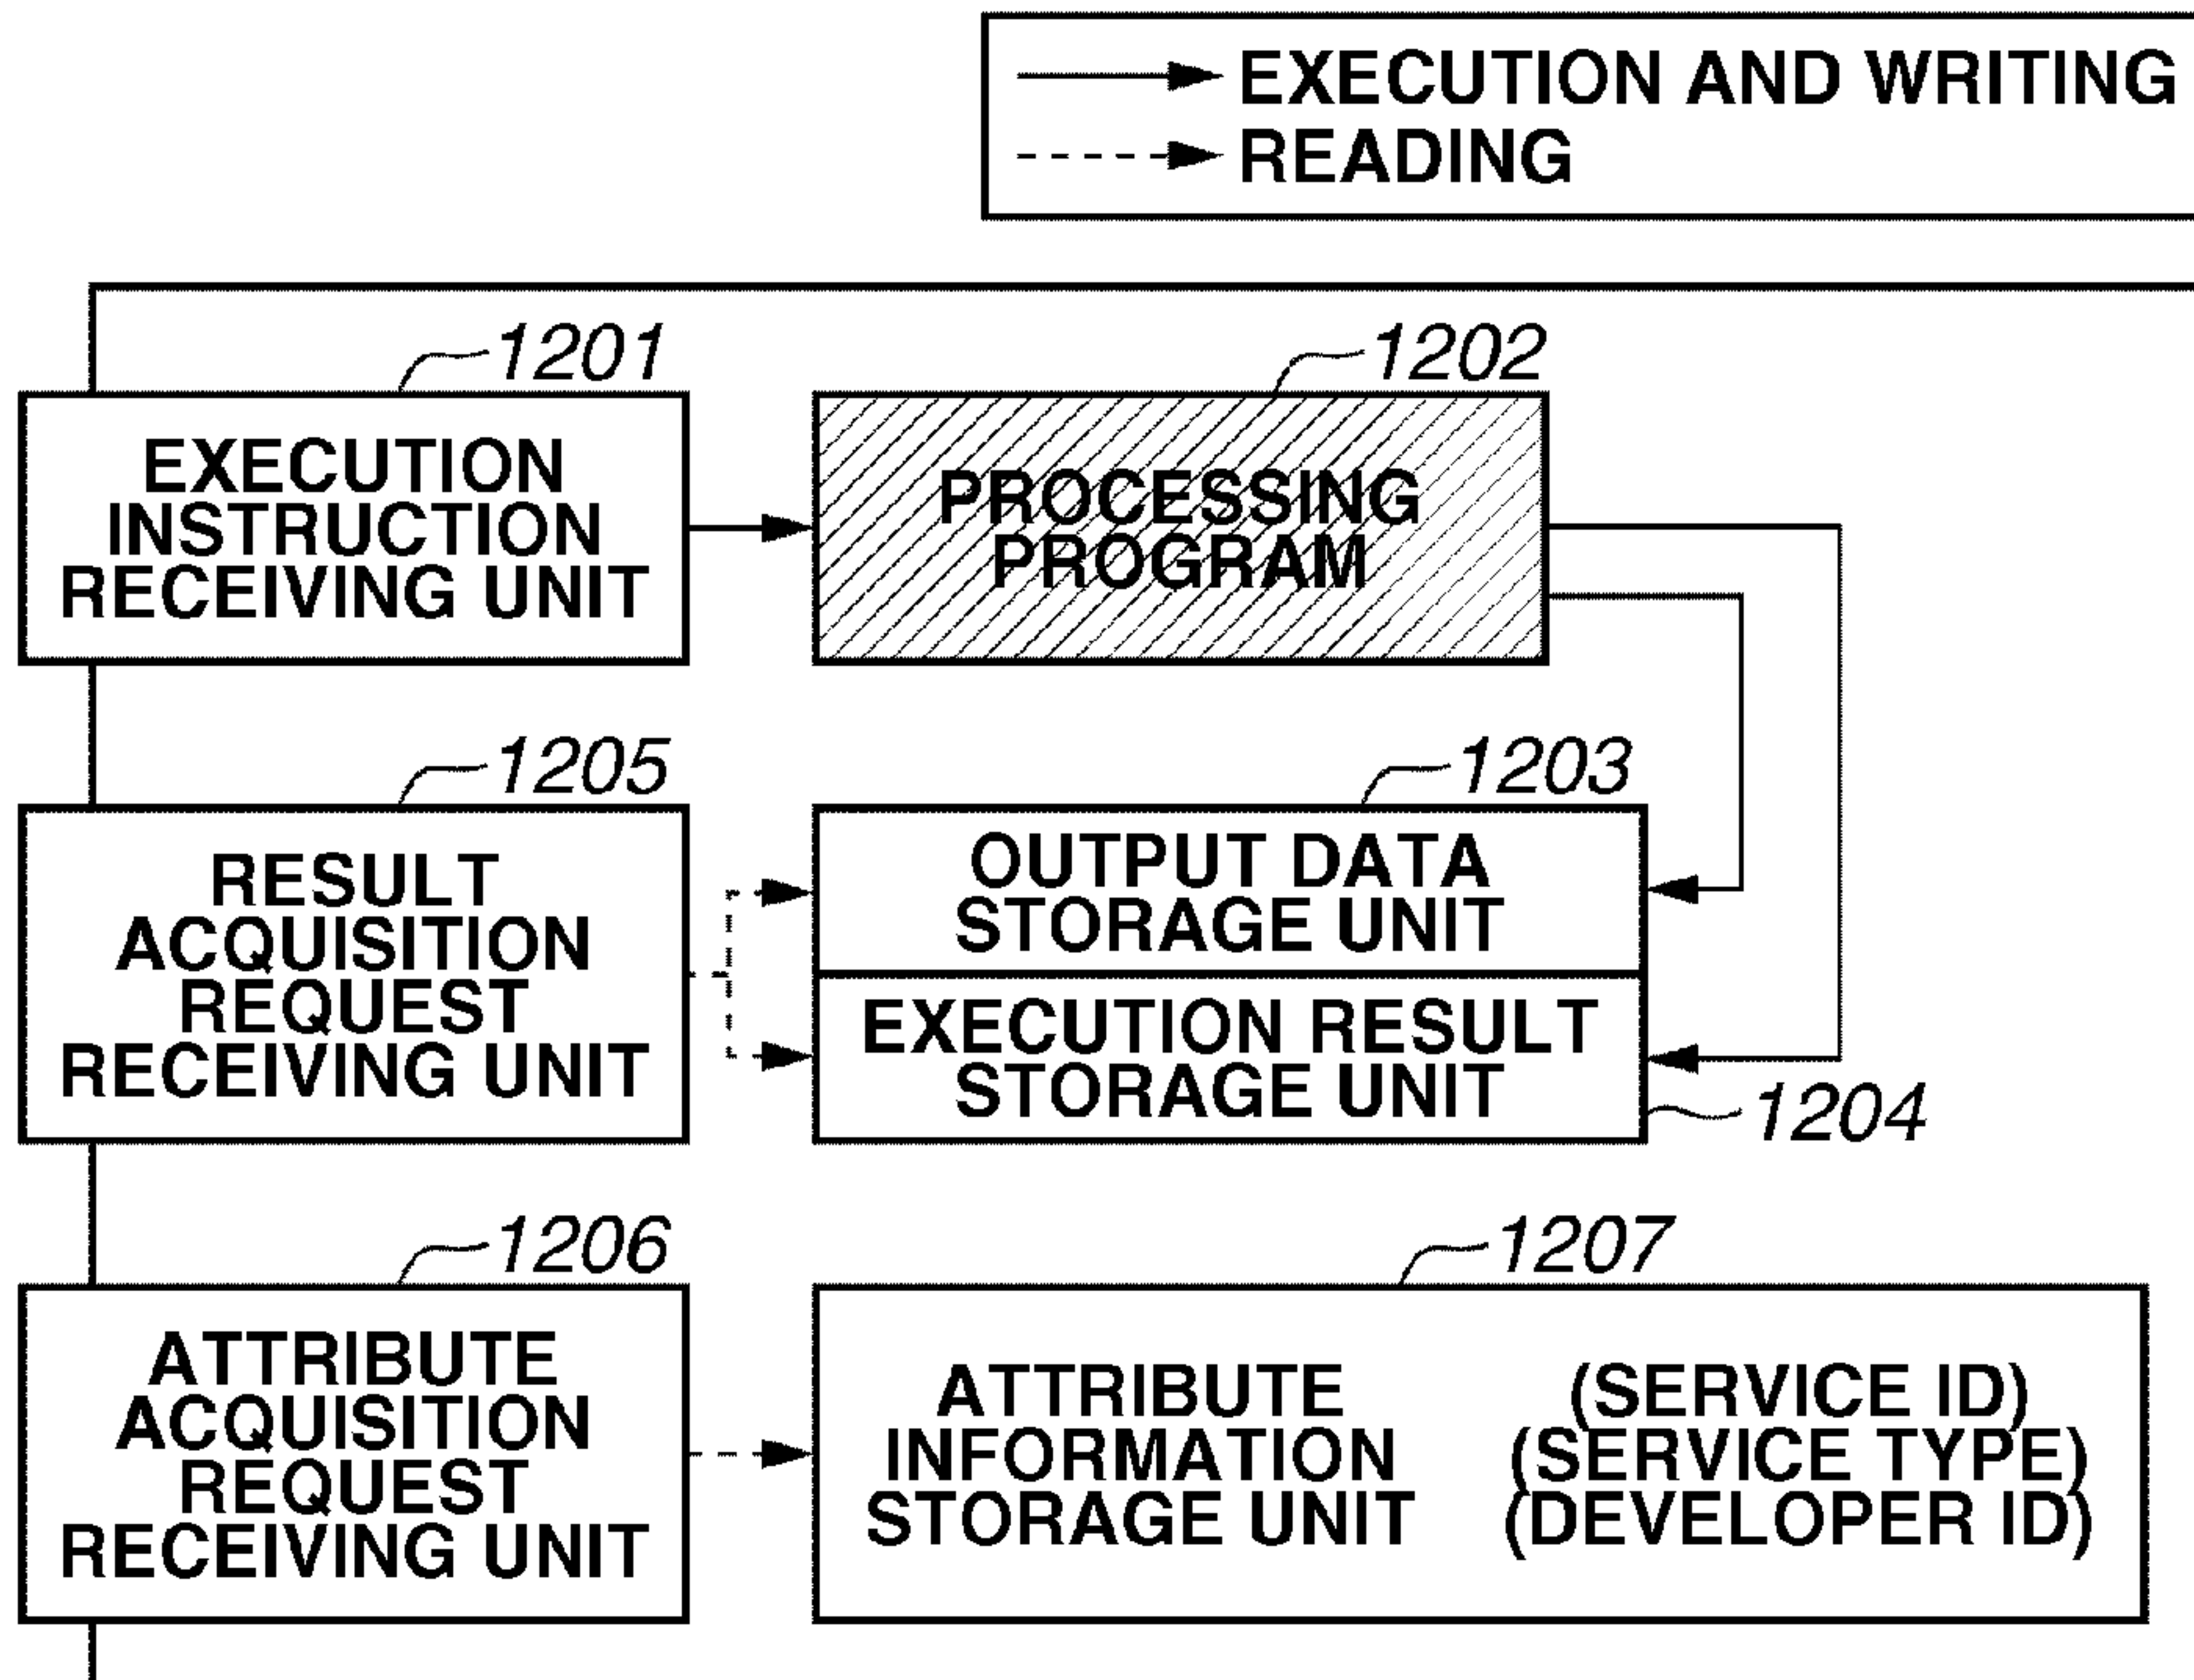 EXECUTION AND WRITING
READING
1201
EXECUTION
INSTRUCTION
RECEIVING UNIT
1202
PROCESSING
PROGRAM
1205
RESULT
ACQUISITION
REQUEST
RECEIVING UNIT
1203
OUTPUT DATA
STORAGE UNIT
EXECUTION RESULT
STORAGE UNIT
1204
1206
ATTRIBUTE
ACQUISITION
REQUEST
RECEIVING UNIT
1207
ATTRIBUTE
INFORMATION
STORAGE UNIT
(SERVICE ID)
(SERVICE TYPE)
(DEVELOPER ID)